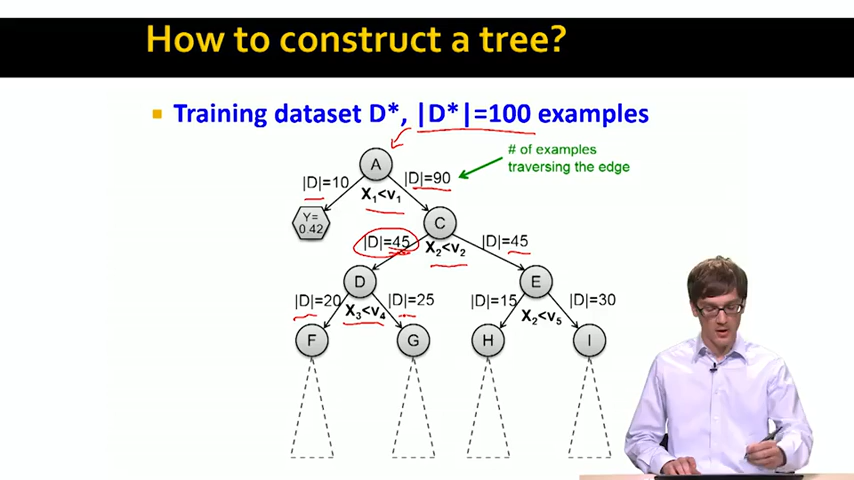 How to construct a tree?
Training dataset D*, |D*|=100 examples
# of examples
traversing the edge
A
|D|=10
|D|=90
X₁<v₁
Y=
0.42
C
|D|=45
X₂<v₂
|D|=45
D
E
|D|=20
X₃<v₄
|D|=25
|D|=15
X₂<v₅
|D|=30
F
G
H
I